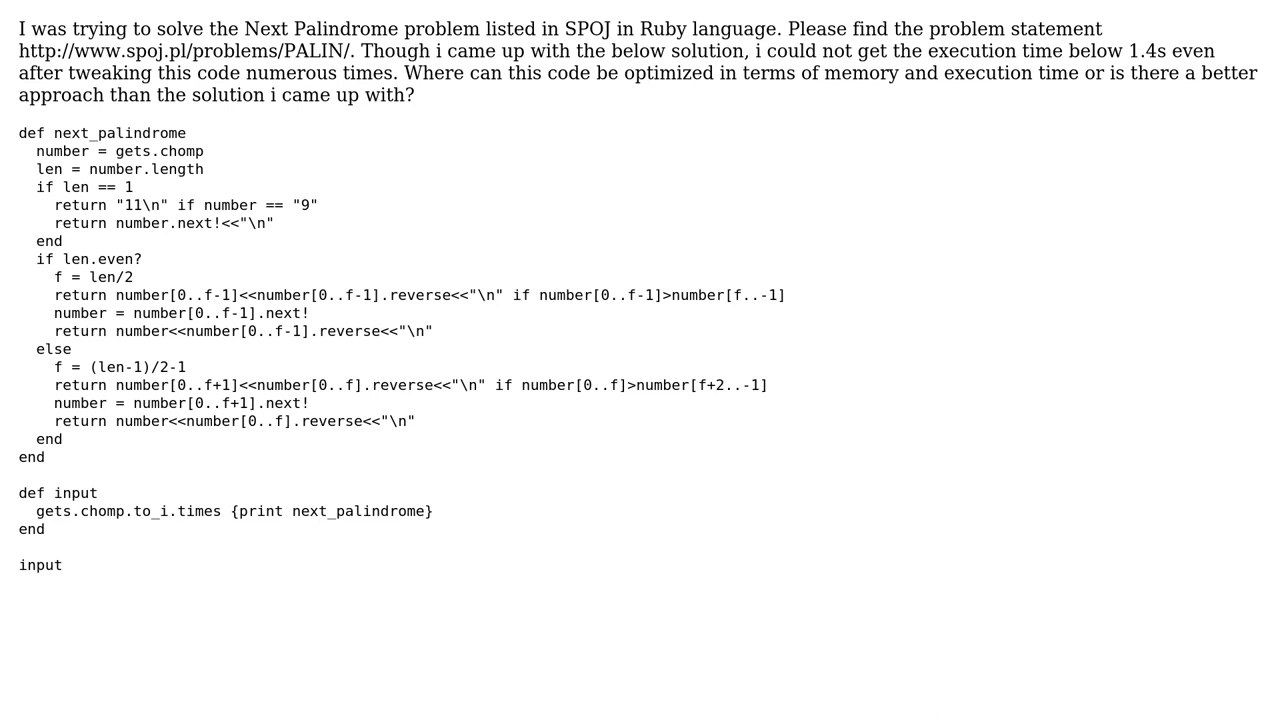 I was trying to solve the Next Palindrome problem listed in SPOJ in Ruby language. Please find the problem statement
http://www.spoj.pl/problems/PALIN/. Though i came up with the below solution, i could not get the execution time below 1.4s even
after tweaking this code numerous times. Where can this code be optimized in terms of memory and execution time or is there a better
approach than the solution i came up with?
def next_palindrome
  number = gets.chomp
  len = number.length
  if len == 1
    return "11\n" if number == "9"
    return number.next!<<"\n"
  end
  if len.even?
    f = len/2
    return number[0..f-1]<<number[0..f-1].reverse<<"\n" if number[0..f-1]>number[f..-1]
    number = number[0..f-1].next!
    return number<<number[0..f-1].reverse<<"\n"
  else
    f = (len-1)/2-1
    return number[0..f+1]<<number[0..f].reverse<<"\n" if number[0..f]>number[f+2..-1]
    number = number[0..f+1].next!
    return number<<number[0..f].reverse<<"\n"
  end
end
def input
  gets.chomp.to_i.times {print next_palindrome}
end
input